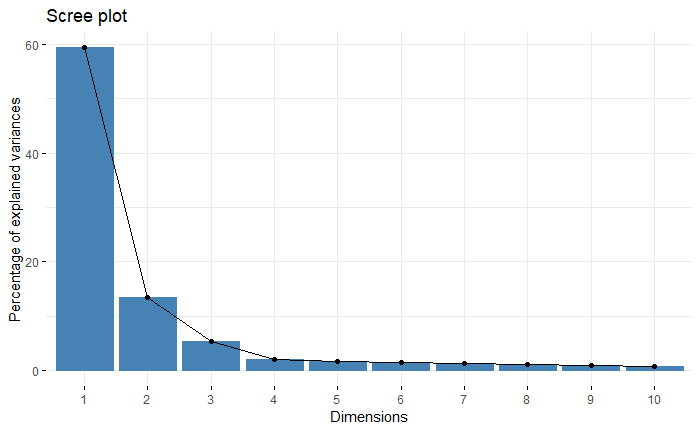 Scree plot
Percentage of explained variances
60
40
20
0
1 2 3 4 5 6 7 8 9 10
Dimensions